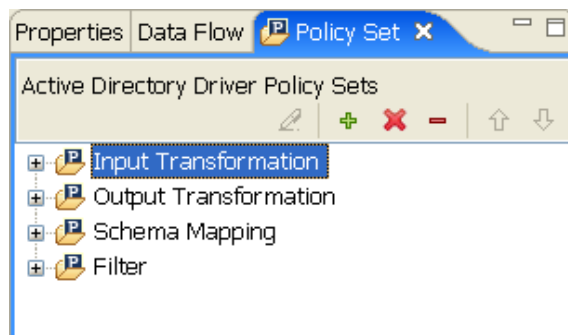 Properties Data Flow Policy Set
Active Directory Driver Policy Sets
Input Transformation
Output Transformation
Schema Mapping
Filter